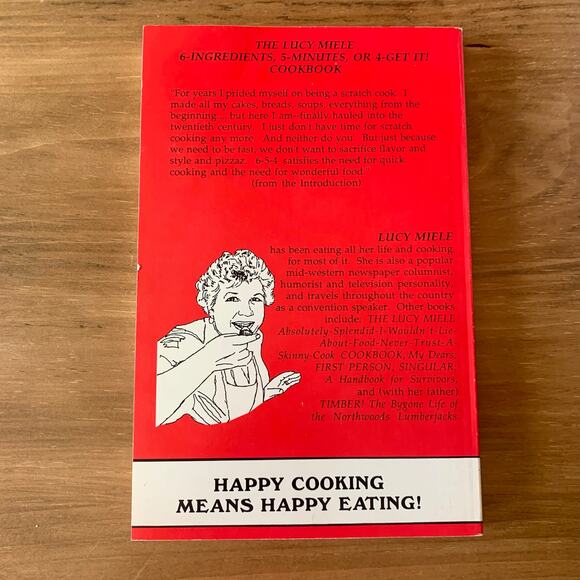 THE LUCY MIELE
6-INGREDIENTS, 5-MINUTES, OR 4-GET IT!
COOKBOOK
"For years I prided myself on being a scratch cook. I
made all my cakes, breads, soups, everything from the
beginning... but here I am--finally hauled into the
twentieth century. I just don't have time for scratch
cooking any more. And neither do you. But just because
we need to be fast, we don't want to sacrifice flavor and
style and pizzaz. 6-5-4 satisfies the need for quick
cooking and the need for wonderful food."
(from the Introduction)
LUCY MIELE
has been eating all her life and cooking
for most of it. She is also a popular
mid-western newspaper columnist,
humorist and television personality,
and travels throughout the country
as a convention speaker. Other books
include: THE LUCY MIELE
Absolutely-Splendid-I-Wouldn't-Lie-
About-Food-Never-Trust-A-
Skinny-Cook COOKBOOK, My Dears;
FIRST PERSON, SINGULAR:
A Handbook for Survivors;
and (with her father)
TIMBER! The Bygone Life of
the Northwoods Lumberjacks
HAPPY COOKING
MEANS HAPPY EATING!